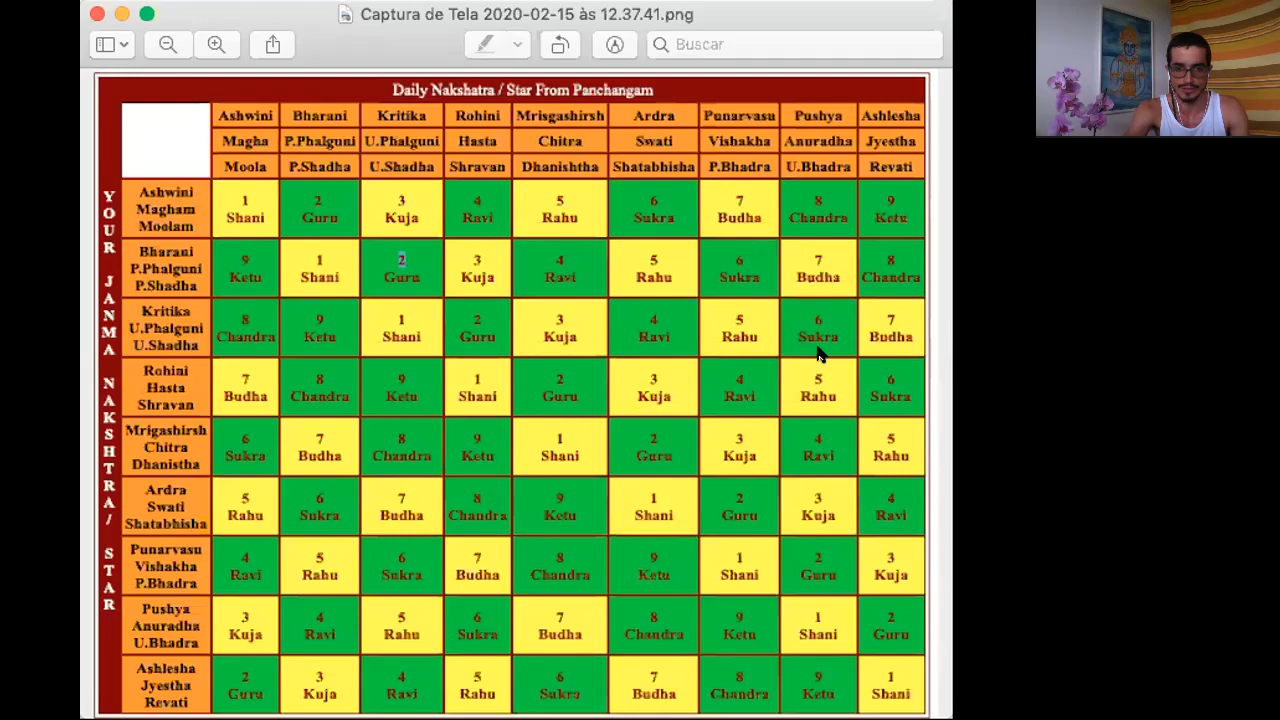 Captura de Tela 2020-02-15 às 12.37.41.png
Buscar
Daily Nakshatra / Star From Panchangam
Ashwini Bharani Kritika Rohini Mrisgashirsh Ardra Punarvasu Pushya Ashlesha
Magha P.Phalguni U.Phalguni Hasta Chitra Swati Vishakha Anuradha Jyestha
Moola P.Shadha U.Shadha Shravan Dhanishtha Shatabhisha P.Bhadra U.Bhadra Revati
YOUR JANMA NAKSHTRA / STAR
Ashwini
Magham
Moolam
1 2 3 4 5 6 7 8 9
Shani Guru Kuja Ravi Rahu Sukra Budha Chandra Ketu
Bharani
P.Phalguni
P.Shadha
9 1 2 3 4 5 6 7 8
Ketu Shani Guru Kuja Ravi Rahu Sukra Budha Chandra
Kritika
U.Phalguni
U.Shadha
8 9 1 2 3 4 5 6 7
Chandra Ketu Shani Guru Kuja Ravi Rahu Sukra Budha
Rohini
Hasta
Shravan
7 8 9 1 2 3 4 5 6
Budha Chandra Ketu Shani Guru Kuja Ravi Rahu Sukra
Mrigashirsh
Chitra
Dhanistha
6 7 8 9 1 2 3 4 5
Sukra Budha Chandra Ketu Shani Guru Kuja Ravi Rahu
Ardra
Swati
Shatabhisha
5 6 7 8 9 1 2 3 4
Rahu Sukra Budha Chandra Ketu Shani Guru Kuja Ravi
Punarvasu
Vishakha
P.Bhadra
4 5 6 7 8 9 1 2 3
Ravi Rahu Sukra Budha Chandra Ketu Shani Guru Kuja
Pushya
Anuradha
U.Bhadra
3 4 5 6 7 8 9 1 2
Kuja Ravi Rahu Sukra Budha Chandra Ketu Shani Guru
Ashlesha
Jyestha
Revati
2 3 4 5 6 7 8 9 1
Guru Kuja Ravi Rahu Sukra Budha Chandra Ketu Shani